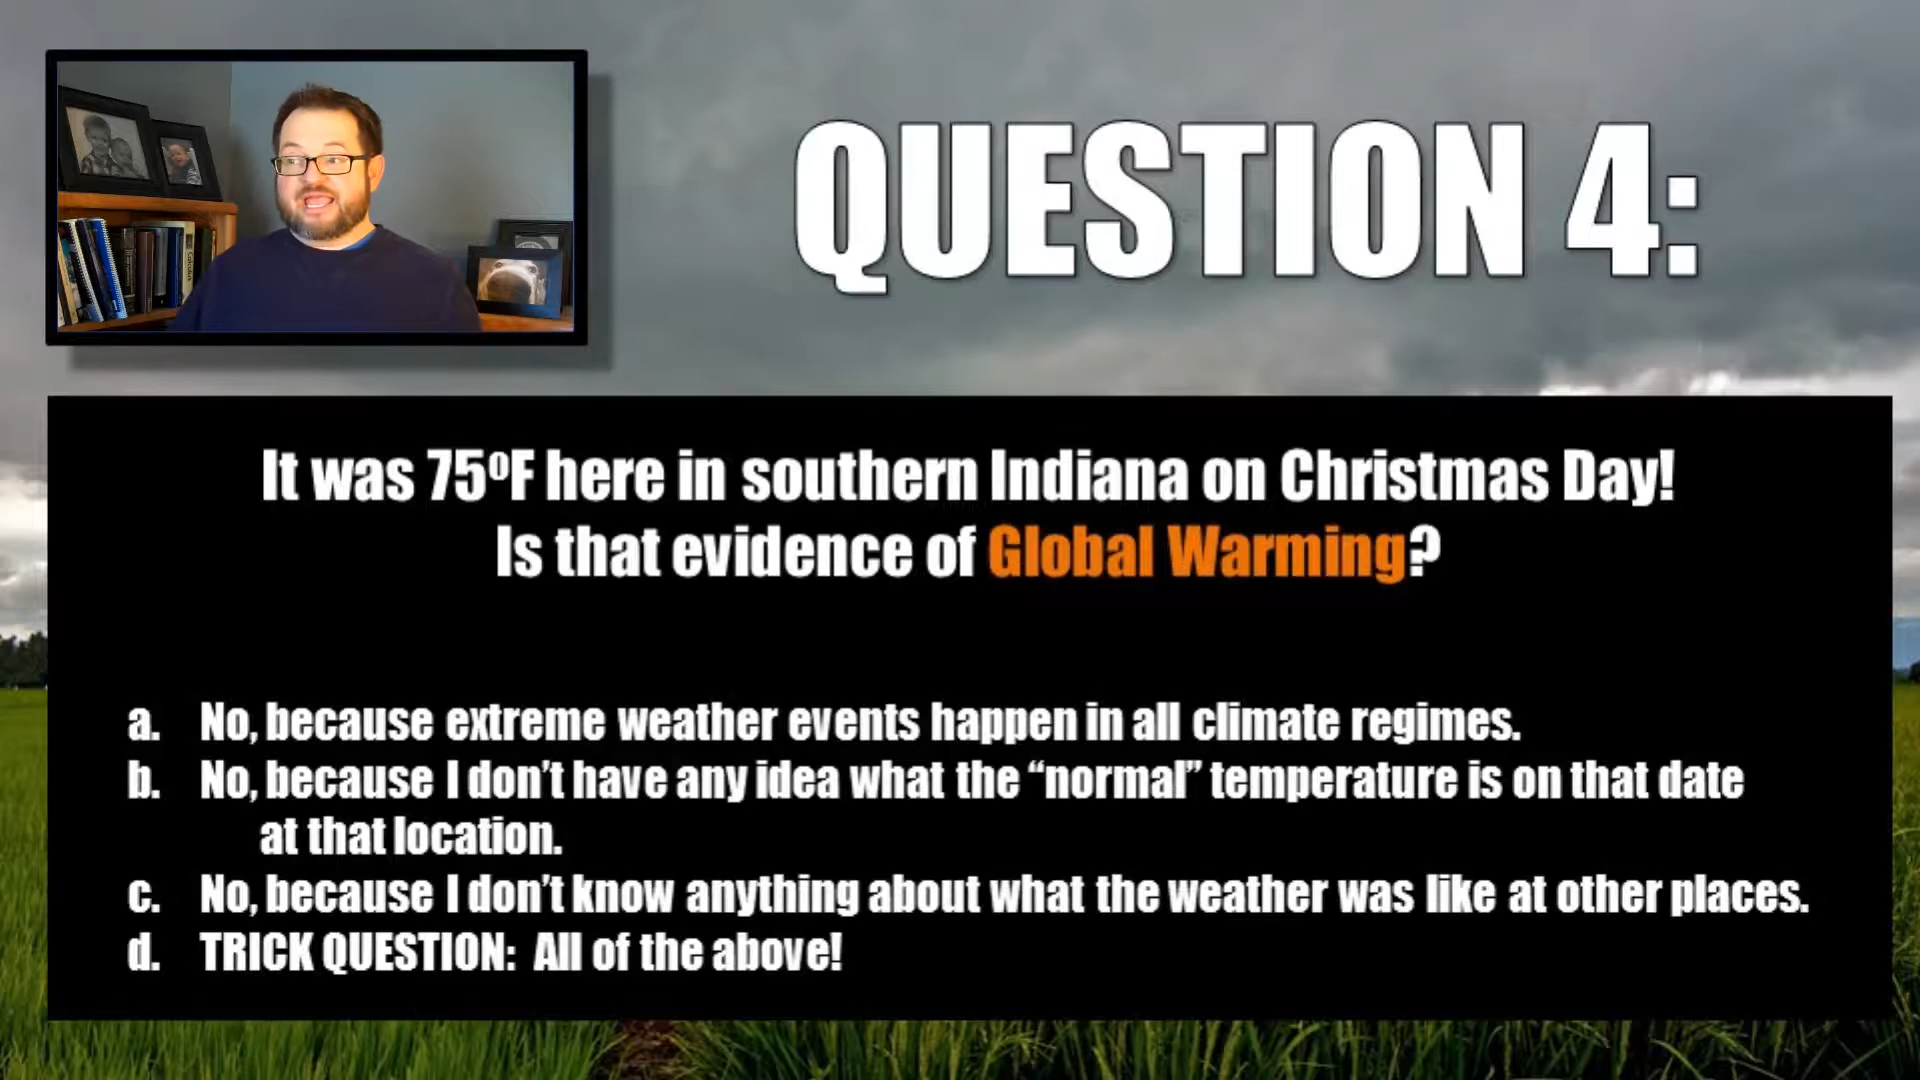 QUESTION 4:
It was 75ºF here in southern Indiana on Christmas Day!
Is that evidence of Global Warming?
a. No, because extreme weather events happen in all climate regimes.
b. No, because I don’t have any idea what the “normal” temperature is on that date
at that location.
c. No, because I don’t know anything about what the weather was like at other places.
d. TRICK QUESTION: All of the above!